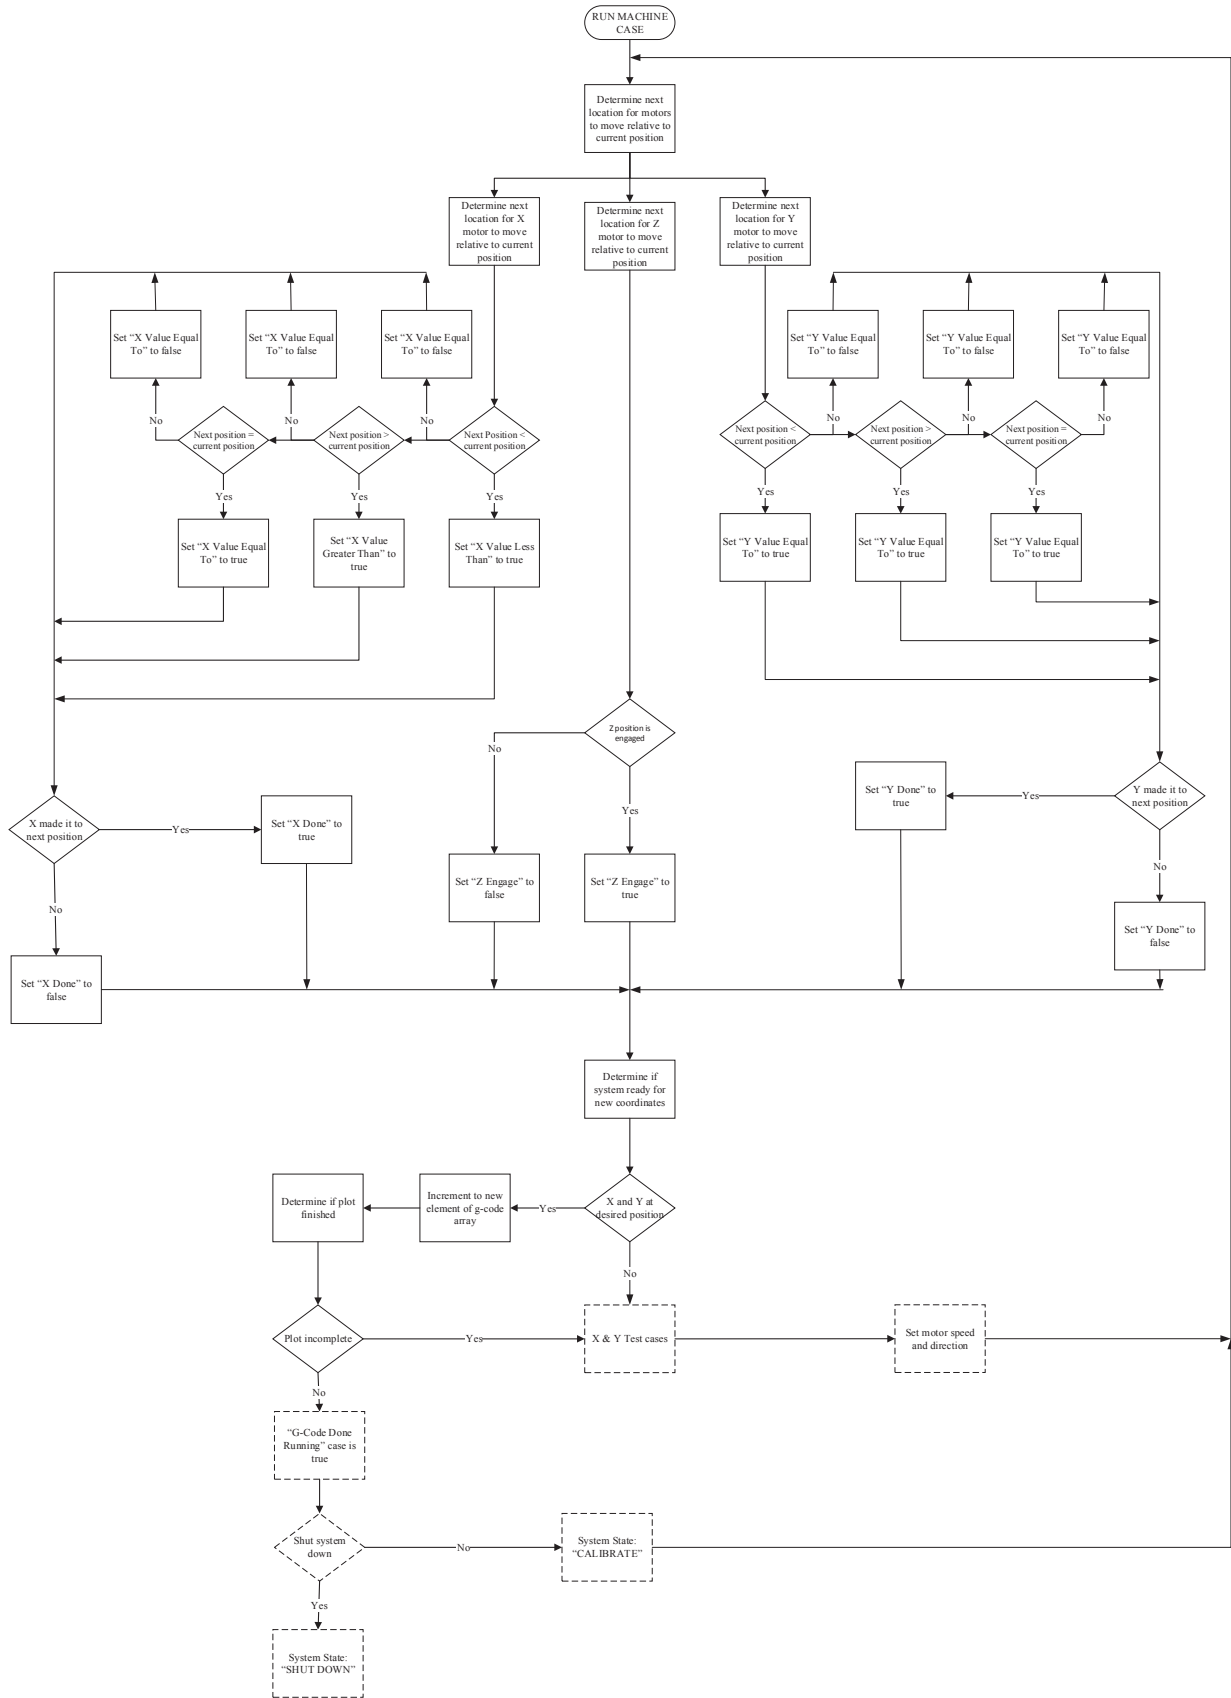 RUN MACHINE
CASE
Determine next
location for motors
to move relative to
current position
Determine next
location for X
motor to move
relative to current
position
Determine next
location for Z
motor to move
relative to current
position
Determine next
location for Y
motor to move
relative to current
position
Set “X Value Equal
To” to false
Set “X Value Equal
To” to false
Set “X Value Equal
To” to false
Set “Y Value Equal
To” to false
Set “Y Value Equal
To” to false
Set “Y Value Equal
To” to false
No
No
No
No
No
No
Next position =
current position
Next position >
current position
Next Position <
current position
Next position <
current position
Next position >
current position
Next position =
current position
Yes
Yes
Yes
Yes
Yes
Yes
Set “X Value Equal
To” to true
Set “X Value
Greater Than” to
true
Set “X Value Less
Than” to true
Set “Y Value Equal
To” to true
Set “Y Value Equal
To” to true
Set “Y Value Equal
To” to true
Z position is
engaged
No
Yes
X made it to
next position
Yes
Set “X Done” to
true
No
Set “X Done” to
false
Set “Z Engage” to
false
Set “Z Engage” to
true
Set “Y Done” to
true
Yes
Y made it to
next position
No
Set “Y Done” to
false
Determine if
system ready for
new coordinates
Determine if plot
finished
Increment to new
element of g-code
array
Yes
X and Y at
desired position
No
Plot incomplete
Yes
X & Y Test cases
Set motor speed
and direction
No
“G-Code Done
Running” case is
true
Shut system
down
No
System State:
“CALIBRATE”
Yes
System State:
“SHUT DOWN”